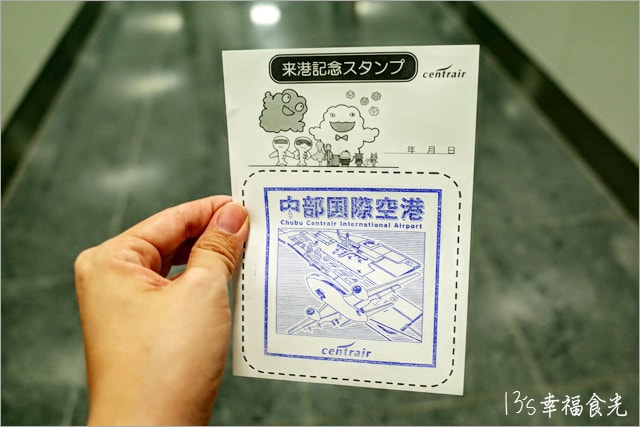 来港記念スタンプ
centrair
年 月 日
中部国際空港
Chubu Centrair International Airport
centrair
13's幸福食光